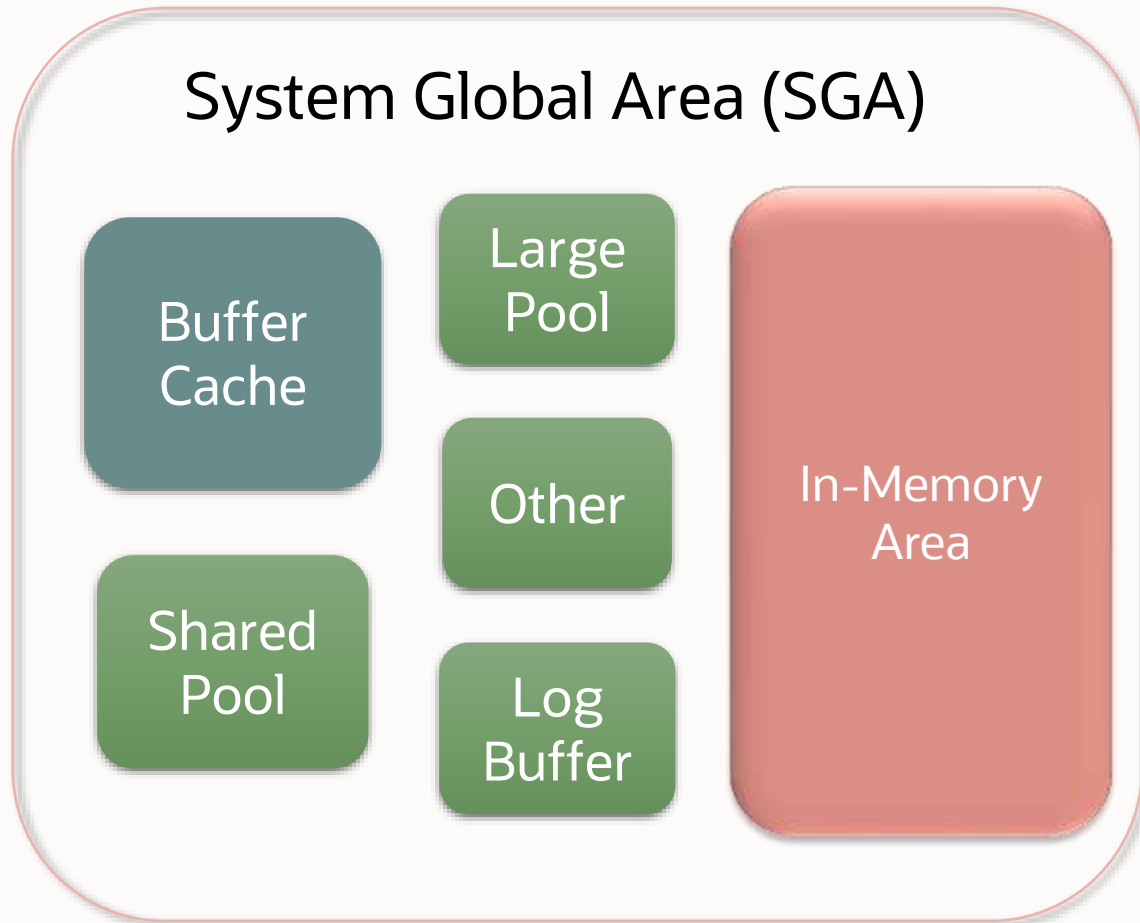 System Global Area (SGA)
Buffer
Cache
Shared
Pool
Large
Pool
Other
Log
Buffer
In-Memory
Area